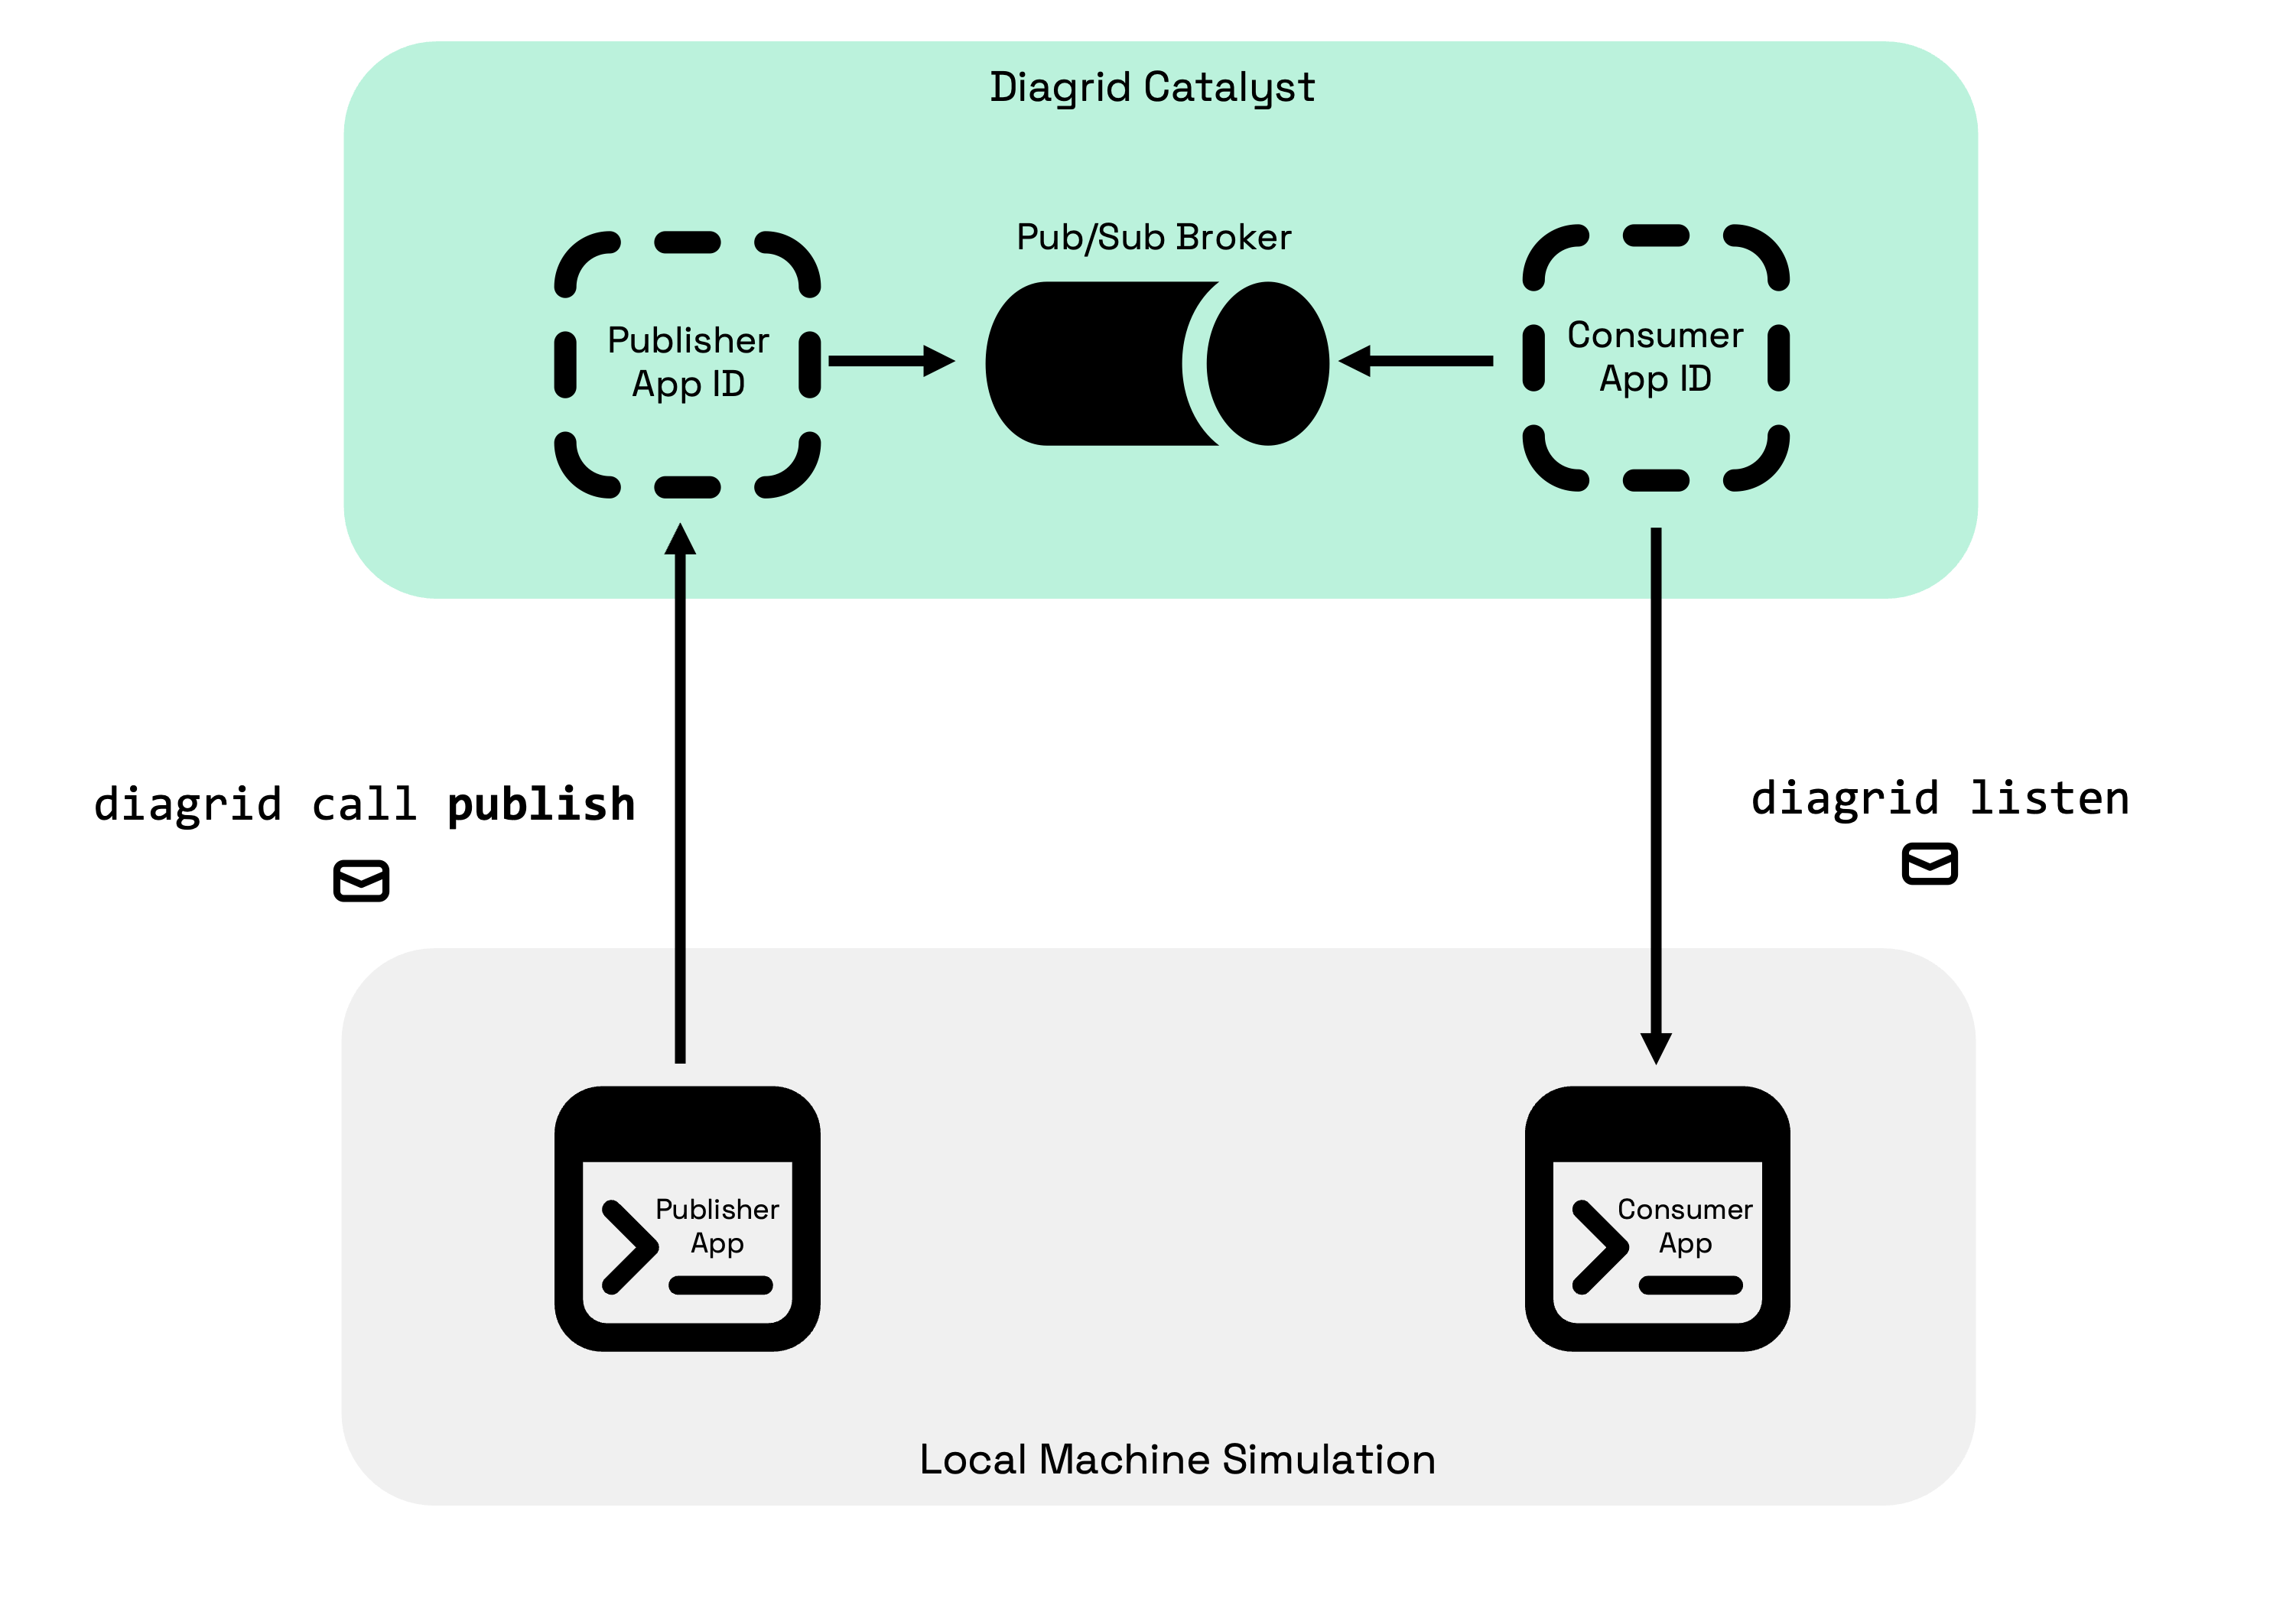 Diagrid Catalyst
Pub/Sub Broker
Publisher
App ID
Consumer
App ID
diagrid call publish
diagrid listen
Publisher
App
Consumer
App
Local Machine Simulation